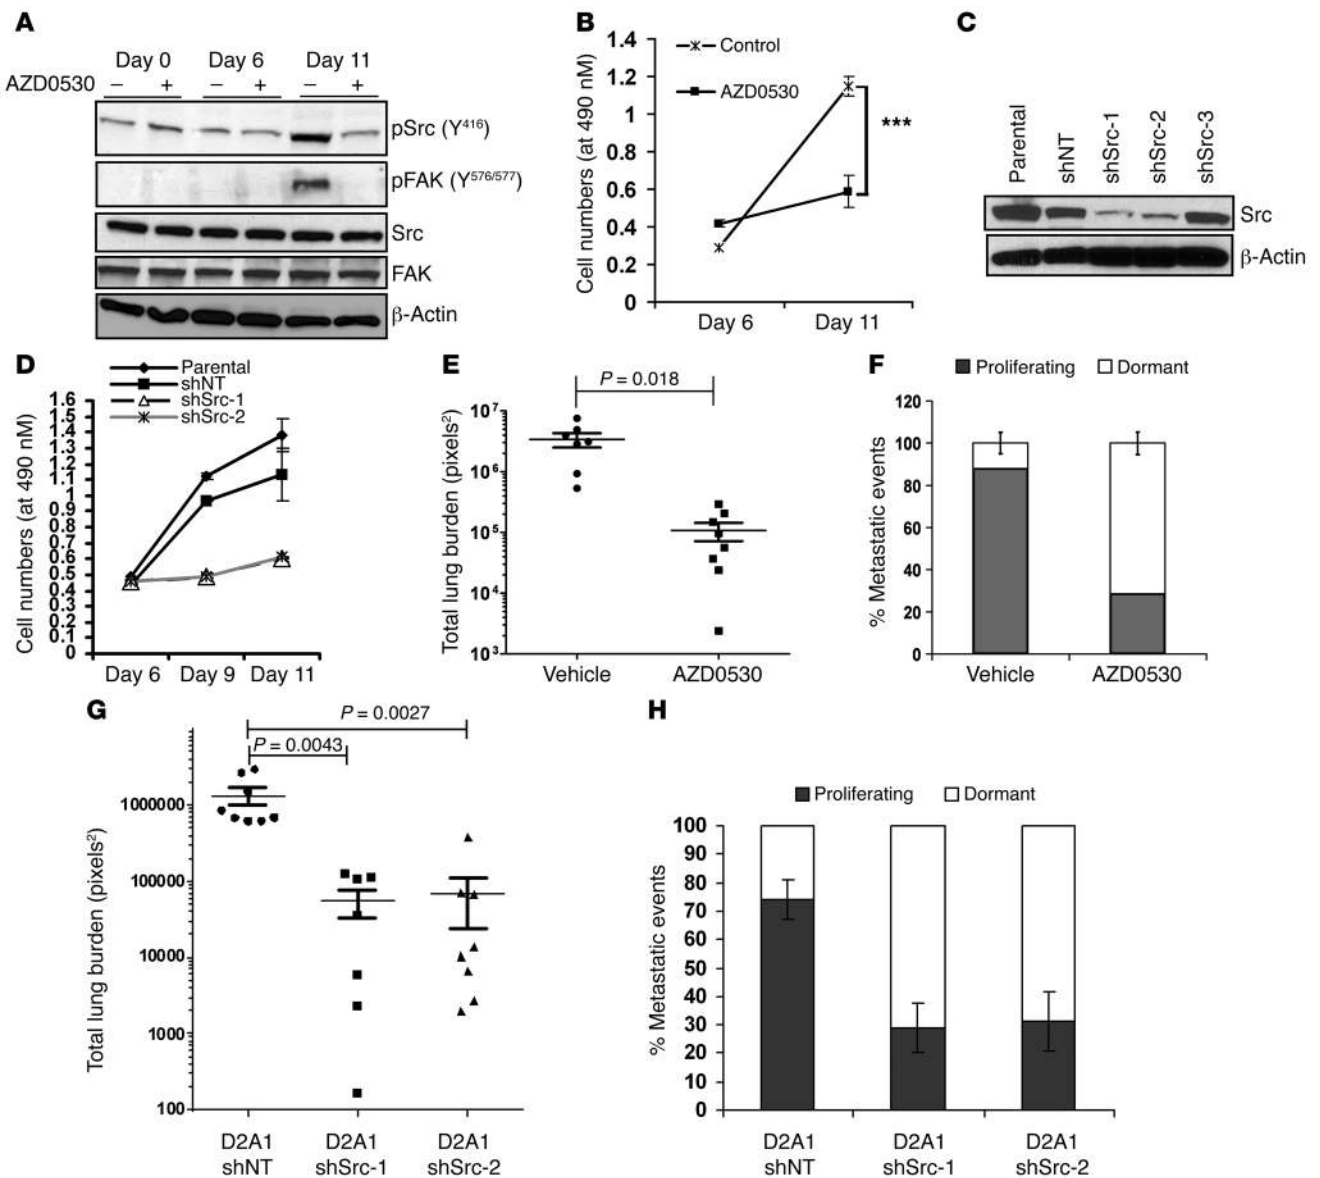 A
Day 0 Day 6 Day 11
AZD0530 – + – + – +
pSrc (Y416)
pFAK (Y576/577)
Src
FAK
β-Actin
B
Control
AZD0530
Cell numbers (at 490 nM)
1.4
1.2
1
0.8
0.6
0.4
0.2
0
***
Day 6 Day 11
C
Parental
shNT
shSrc-1
shSrc-2
shSrc-3
Src
β-Actin
D
Parental
shNT
shSrc-1
shSrc-2
Cell numbers (at 490 nM)
1.6
1.5
1.4
1.3
1.2
1.1
1
0.9
0.8
0.7
0.6
0.5
0.4
0.3
0.2
0.1
0
Day 6 Day 9 Day 11
E
P = 0.018
Total lung burden (pixels²)
10⁷
10⁶
10⁵
10⁴
10³
Vehicle AZD0530
F
Proliferating Dormant
% Metastatic events
120
100
80
60
40
20
0
Vehicle AZD0530
G
P = 0.0027
P = 0.0043
Total lung burden (pixels²)
1000000
100000
10000
1000
100
D2A1 shNT
D2A1 shSrc-1
D2A1 shSrc-2
H
Proliferating Dormant
% Metastatic events
100
90
80
70
60
50
40
30
20
10
0
D2A1 shNT
D2A1 shSrc-1
D2A1 shSrc-2